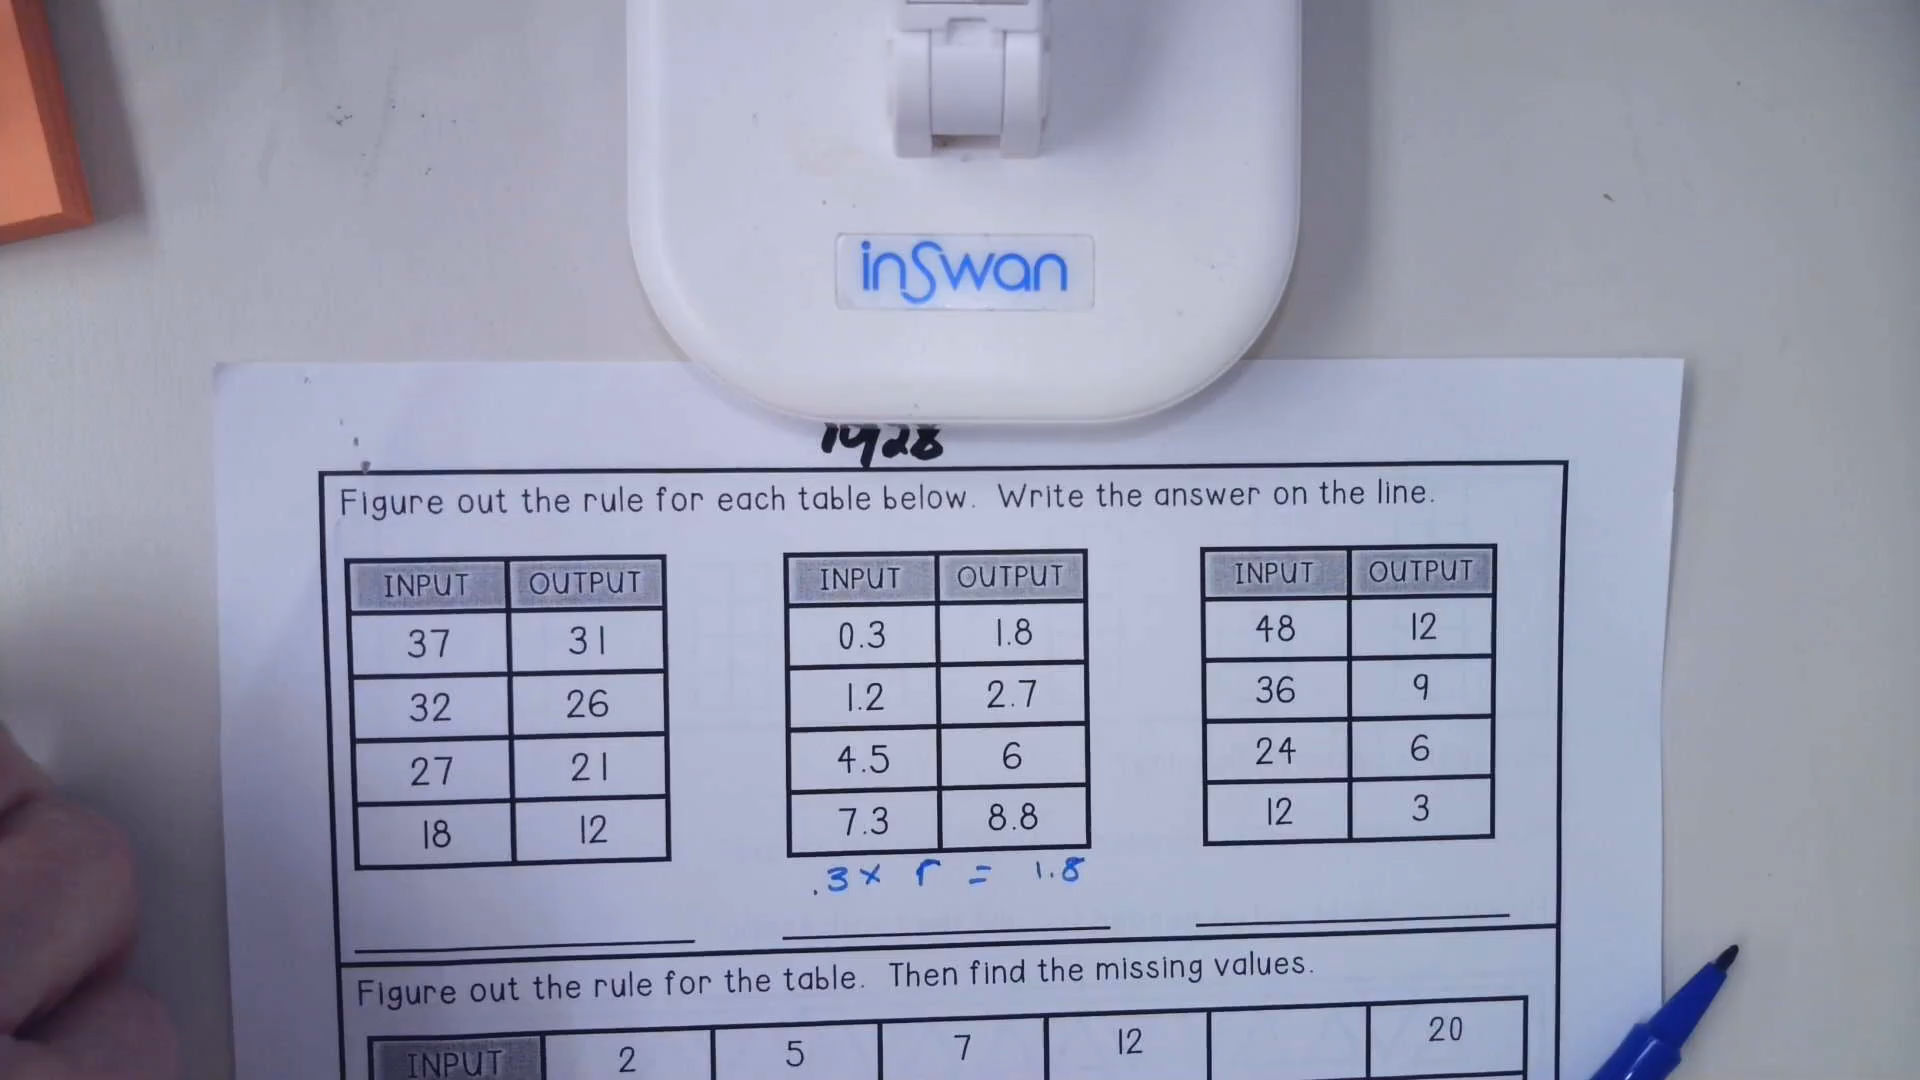 inswan
1928
Figure out the rule for each table below. Write the answer on the line.
INPUT OUTPUT
37 31
32 26
27 21
18 12
INPUT OUTPUT
0.3 1.8
1.2 2.7
4.5 6
7.3 8.8
.3 x r = 1.8
INPUT OUTPUT
48 12
36 9
24 6
12 3
Figure out the rule for the table. Then find the missing values.
INPUT 2 5 7 12 20